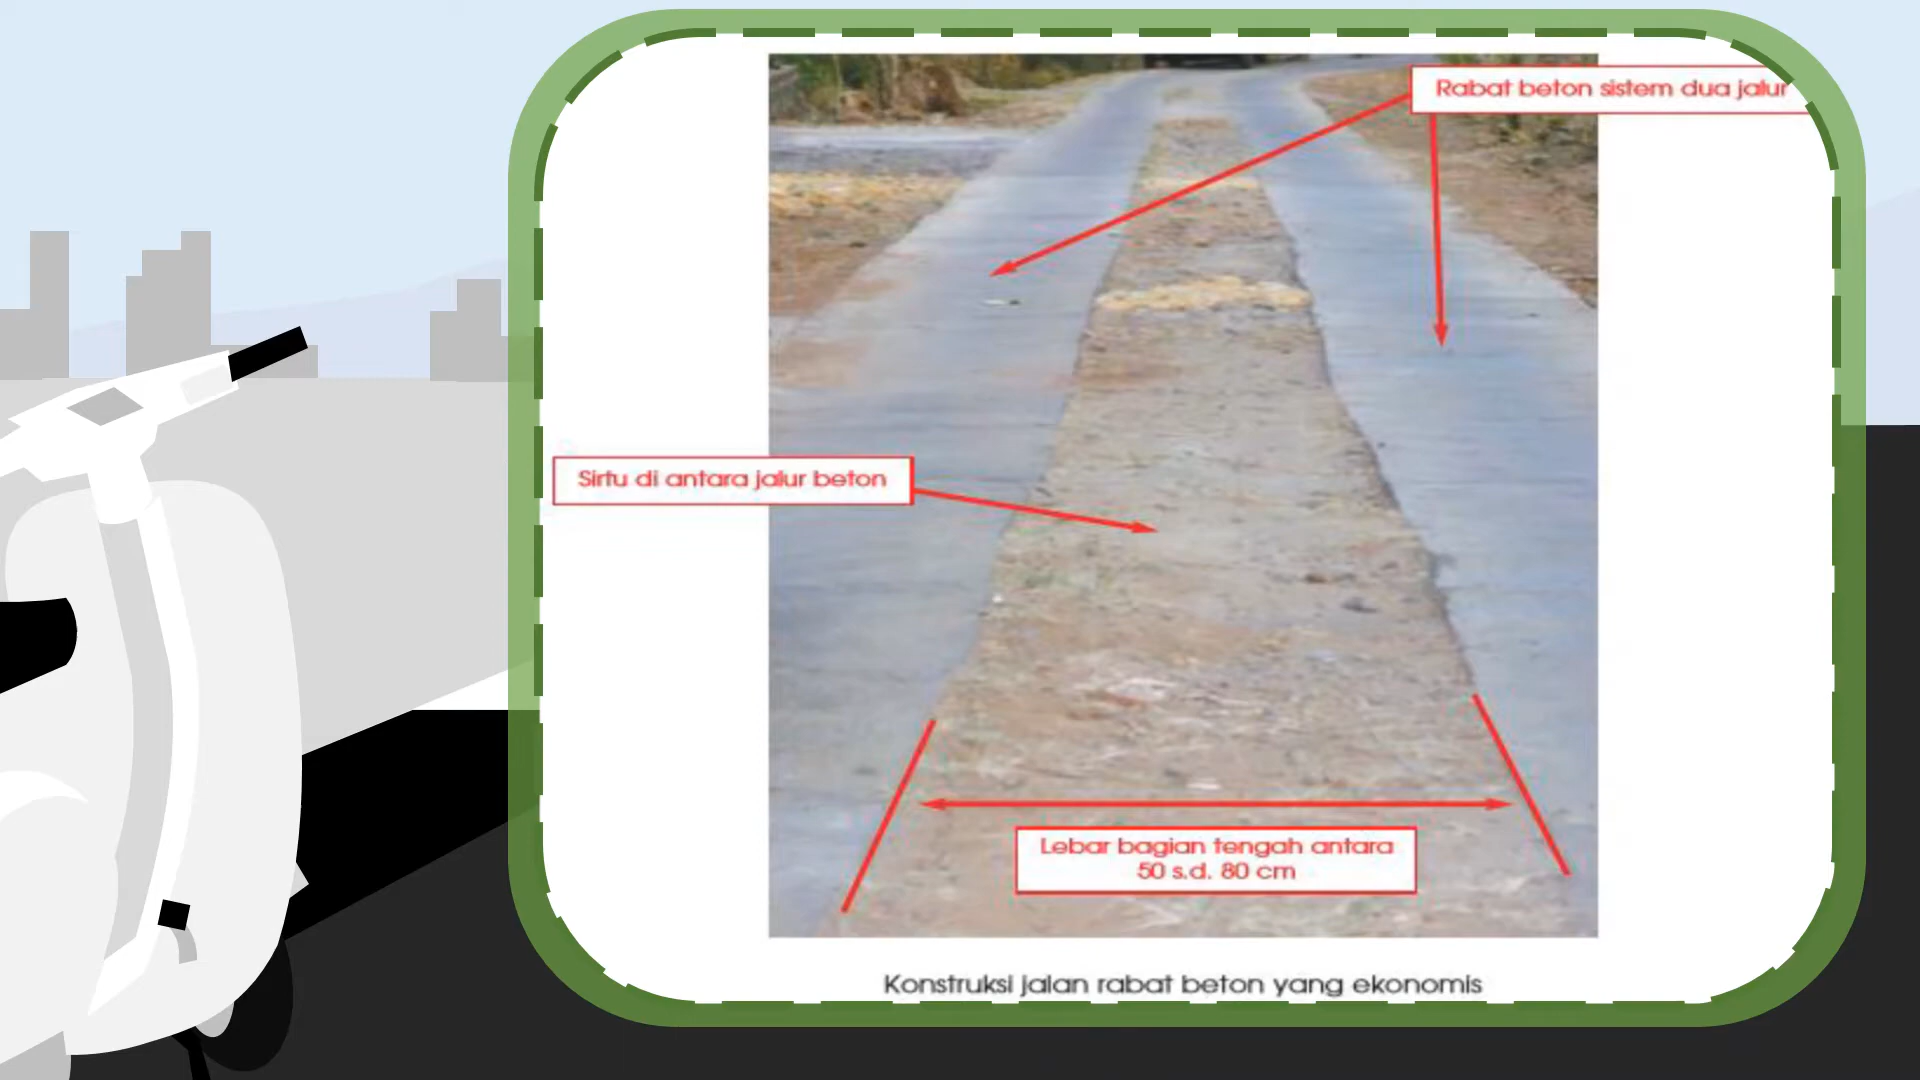 Rabat beton sistem dua jalur
Sirtu di antara jalur beton
Lebar bagian tengah antara
50 s.d. 80 cm
Konstruksi jalan rabat beton yang ekonomis